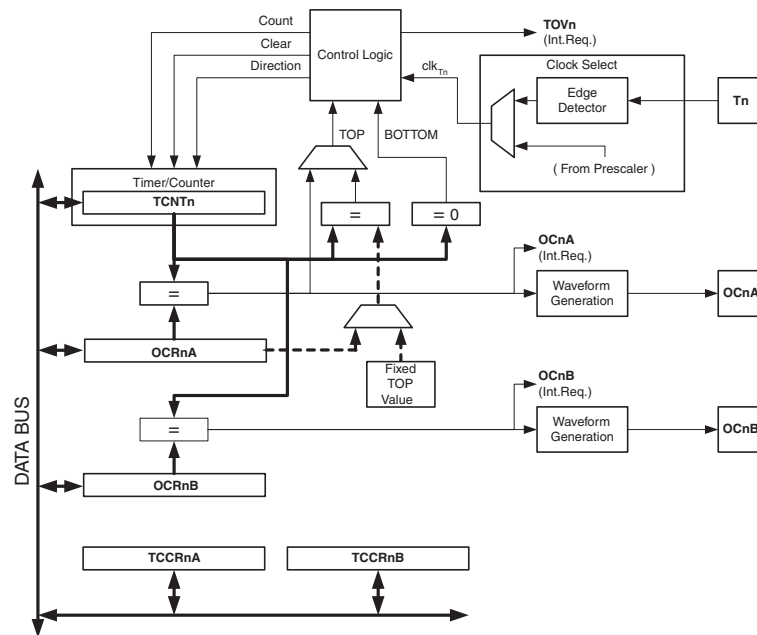 Count
Clear
Direction
Control Logic
TOVn
(Int.Req.)
clkTn
Clock Select
Edge
Detector
Tn
( From Prescaler )
TOP
BOTTOM
Timer/Counter
TCNTn
=
= 0
OCnA
(Int.Req.)
=
Waveform
Generation
OCnA
OCRnA
Fixed
TOP
Value
OCnB
(Int.Req.)
=
Waveform
Generation
OCnB
OCRnB
DATA BUS
TCCRnA
TCCRnB